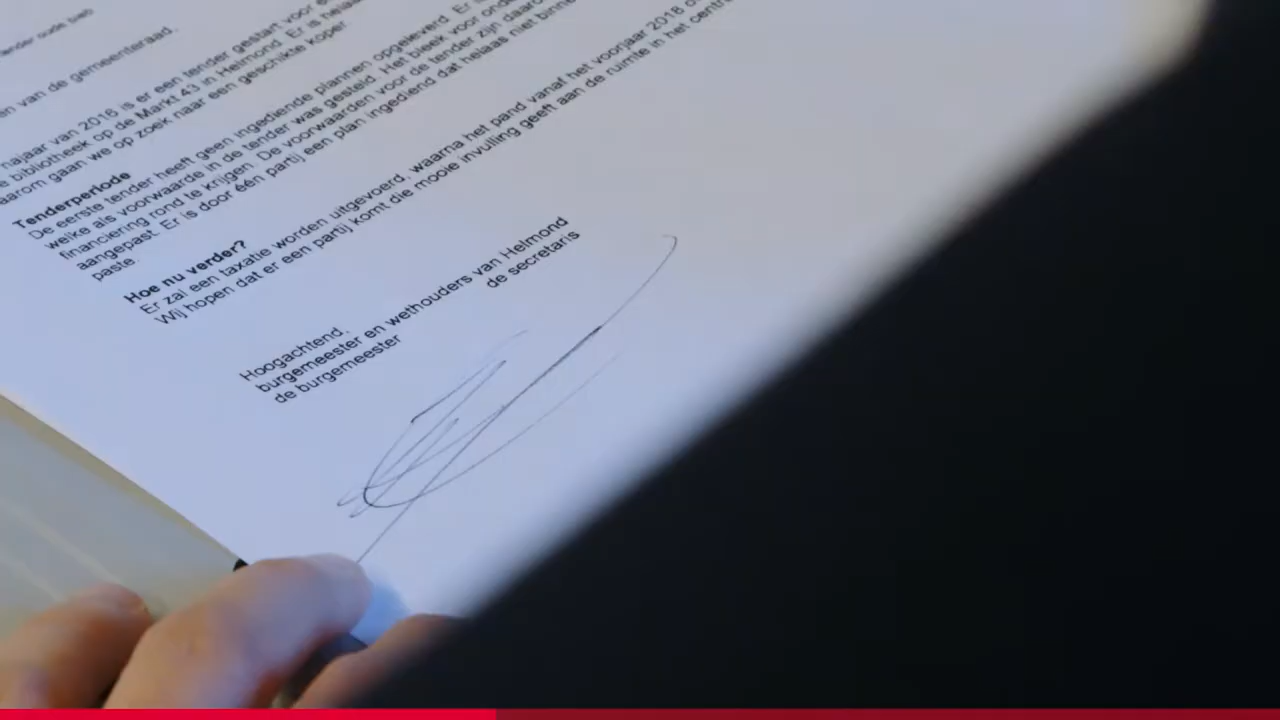 ender oude bieb
en van de gemeenteraad,
najaar van 2016 is er een tender gestart voor
e bibliotheek op de Markt 43 in Helmond. Er is helaas
aarom gaan we op zoek naar een geschikte koper.
Tenderperiode
De eerste tender heeft geen ingediende plannen opgeleverd. Er
welke als voorwaarde in de tender was gesteld. Het bleek voor
financiering rond te krijgen. De voorwaarden voor de tender zijn
aangepast. Er is door één partij een plan ingediend dat helaas niet
paste.
Hoe nu verder?
Er zal een taxatie worden uitgevoerd, waarna het pand vanaf het voorjaar 2018
Wij hopen dat er een partij komt die mooie invulling geeft aan de ruimte in het
Hoogachtend,
burgemeester en wethouders van Helmond
de burgemeester de secretaris